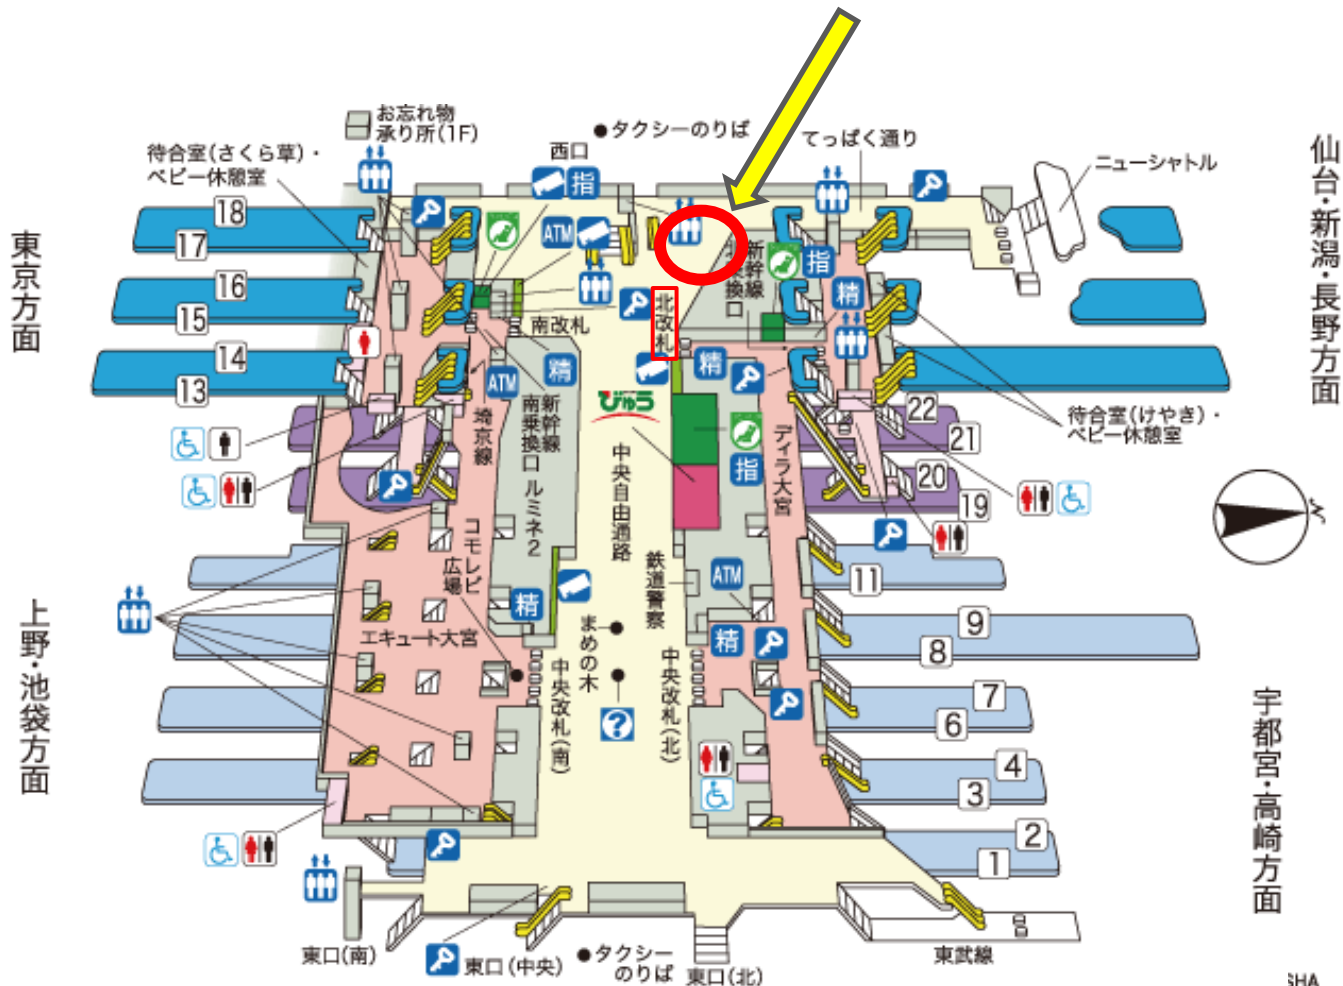 お忘れ物
承り所(1F)
待合室(さくら草)・
ベビー休憩室
●タクシーのりば
西口
指
てっぱく通り
ニューシャトル
仙台・新潟・長野方面
東京方面
18
17
16
15
14
13
ATM
南改札
北改札
新幹線
換口
指
精
精
ATM
精
びゅう
新幹線
南乗換口
埼京線
ルミネ2
中央自由通路
指
ディラ大宮
待合室(けやき)・
ベビー休憩室
22
21
20
19
コモレビ
広場
鉄道警察
ATM
精
精
11
9
8
7
6
4
3
2
1
エキュート大宮
まめの木
中央改札(南)
中央改札(北)
?
上野・池袋方面
宇都宮・高崎方面
東口(南)
東口(中央)
●タクシー
のりば
東口(北)
東武線
SHA